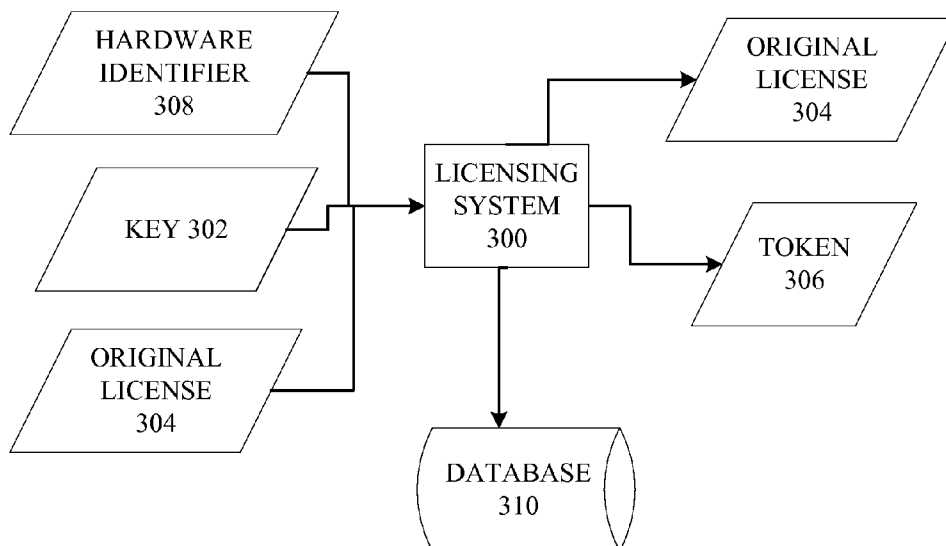 HARDWARE
IDENTIFIER
308
KEY 302
ORIGINAL
LICENSE
304
LICENSING
SYSTEM
300
ORIGINAL
LICENSE
304
TOKEN
306
DATABASE
310